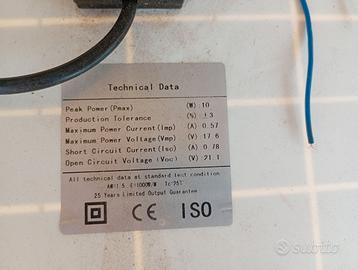 Technical Data
Peak Power(Pmax) (W) 10
Production Tolerance (%) ±3
Maximum Power Current(Imp) (A) 0.57
Maximum Power Voltage(Vmp) (V) 17.6
Short Circuit Current(Isc) (A) 0.78
Open Circuit Voltage (Voc) (V) 21.1
All technical data at standard test condition
AM=1.5 E=1000W/M Tc=25℃
25 Years Limited Output Guarantee
CE ISO
subito